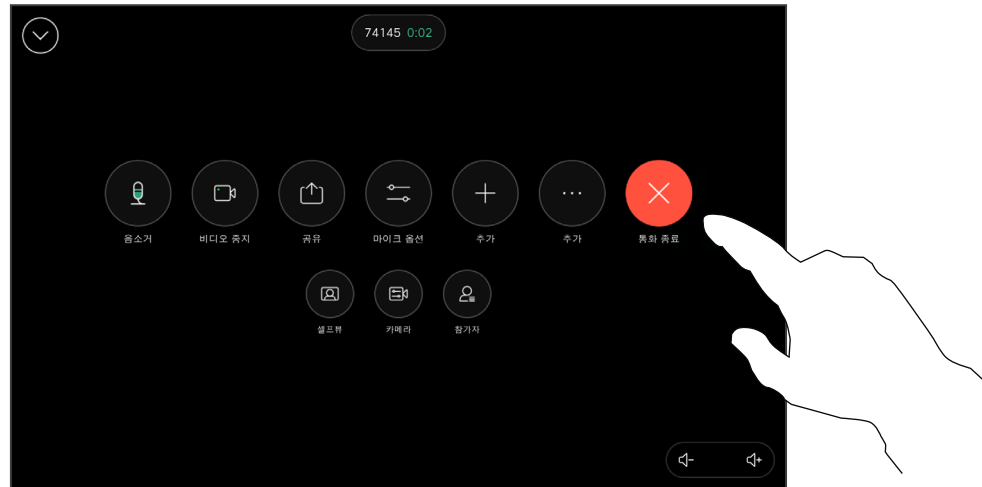 74145 0:02
음소거
비디오 중지
공유
마이크 옵션
추가
추가
통화 종료
셀프뷰
카메라
참가자